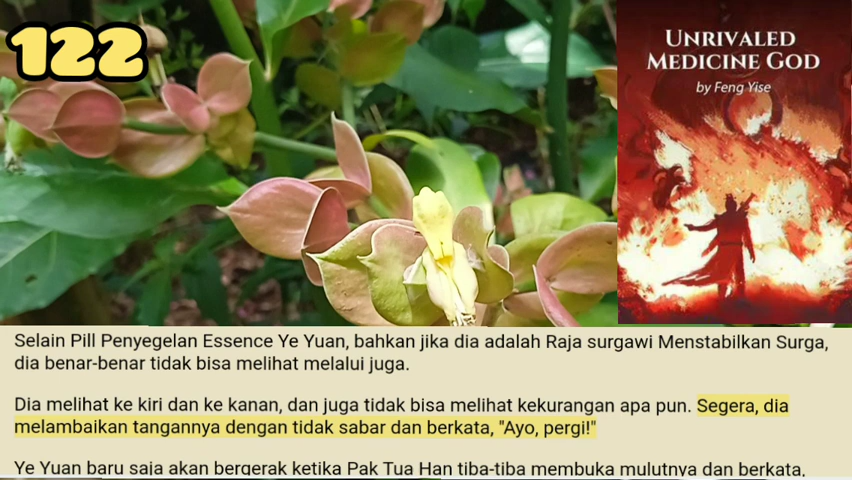 122
UNRIVALED
MEDICINE GOD
by Feng Yise
Selain Pill Penyegelan Essence Ye Yuan, bahkan jika dia adalah Raja surgawi Menstabilkan Surga,
dia benar-benar tidak bisa melihat melalui juga.
Dia melihat ke kiri dan ke kanan, dan juga tidak bisa melihat kekurangan apa pun. Segera, dia
melambaikan tangannya dengan tidak sabar dan berkata, "Ayo, pergi!"
Ye Yuan baru saja akan bergerak ketika Pak Tua Han tiba-tiba membuka mulutnya dan berkata,